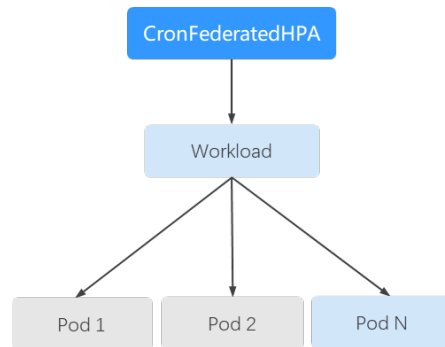 CronFederatedHPA
Workload
Pod 1
Pod 2
Pod N